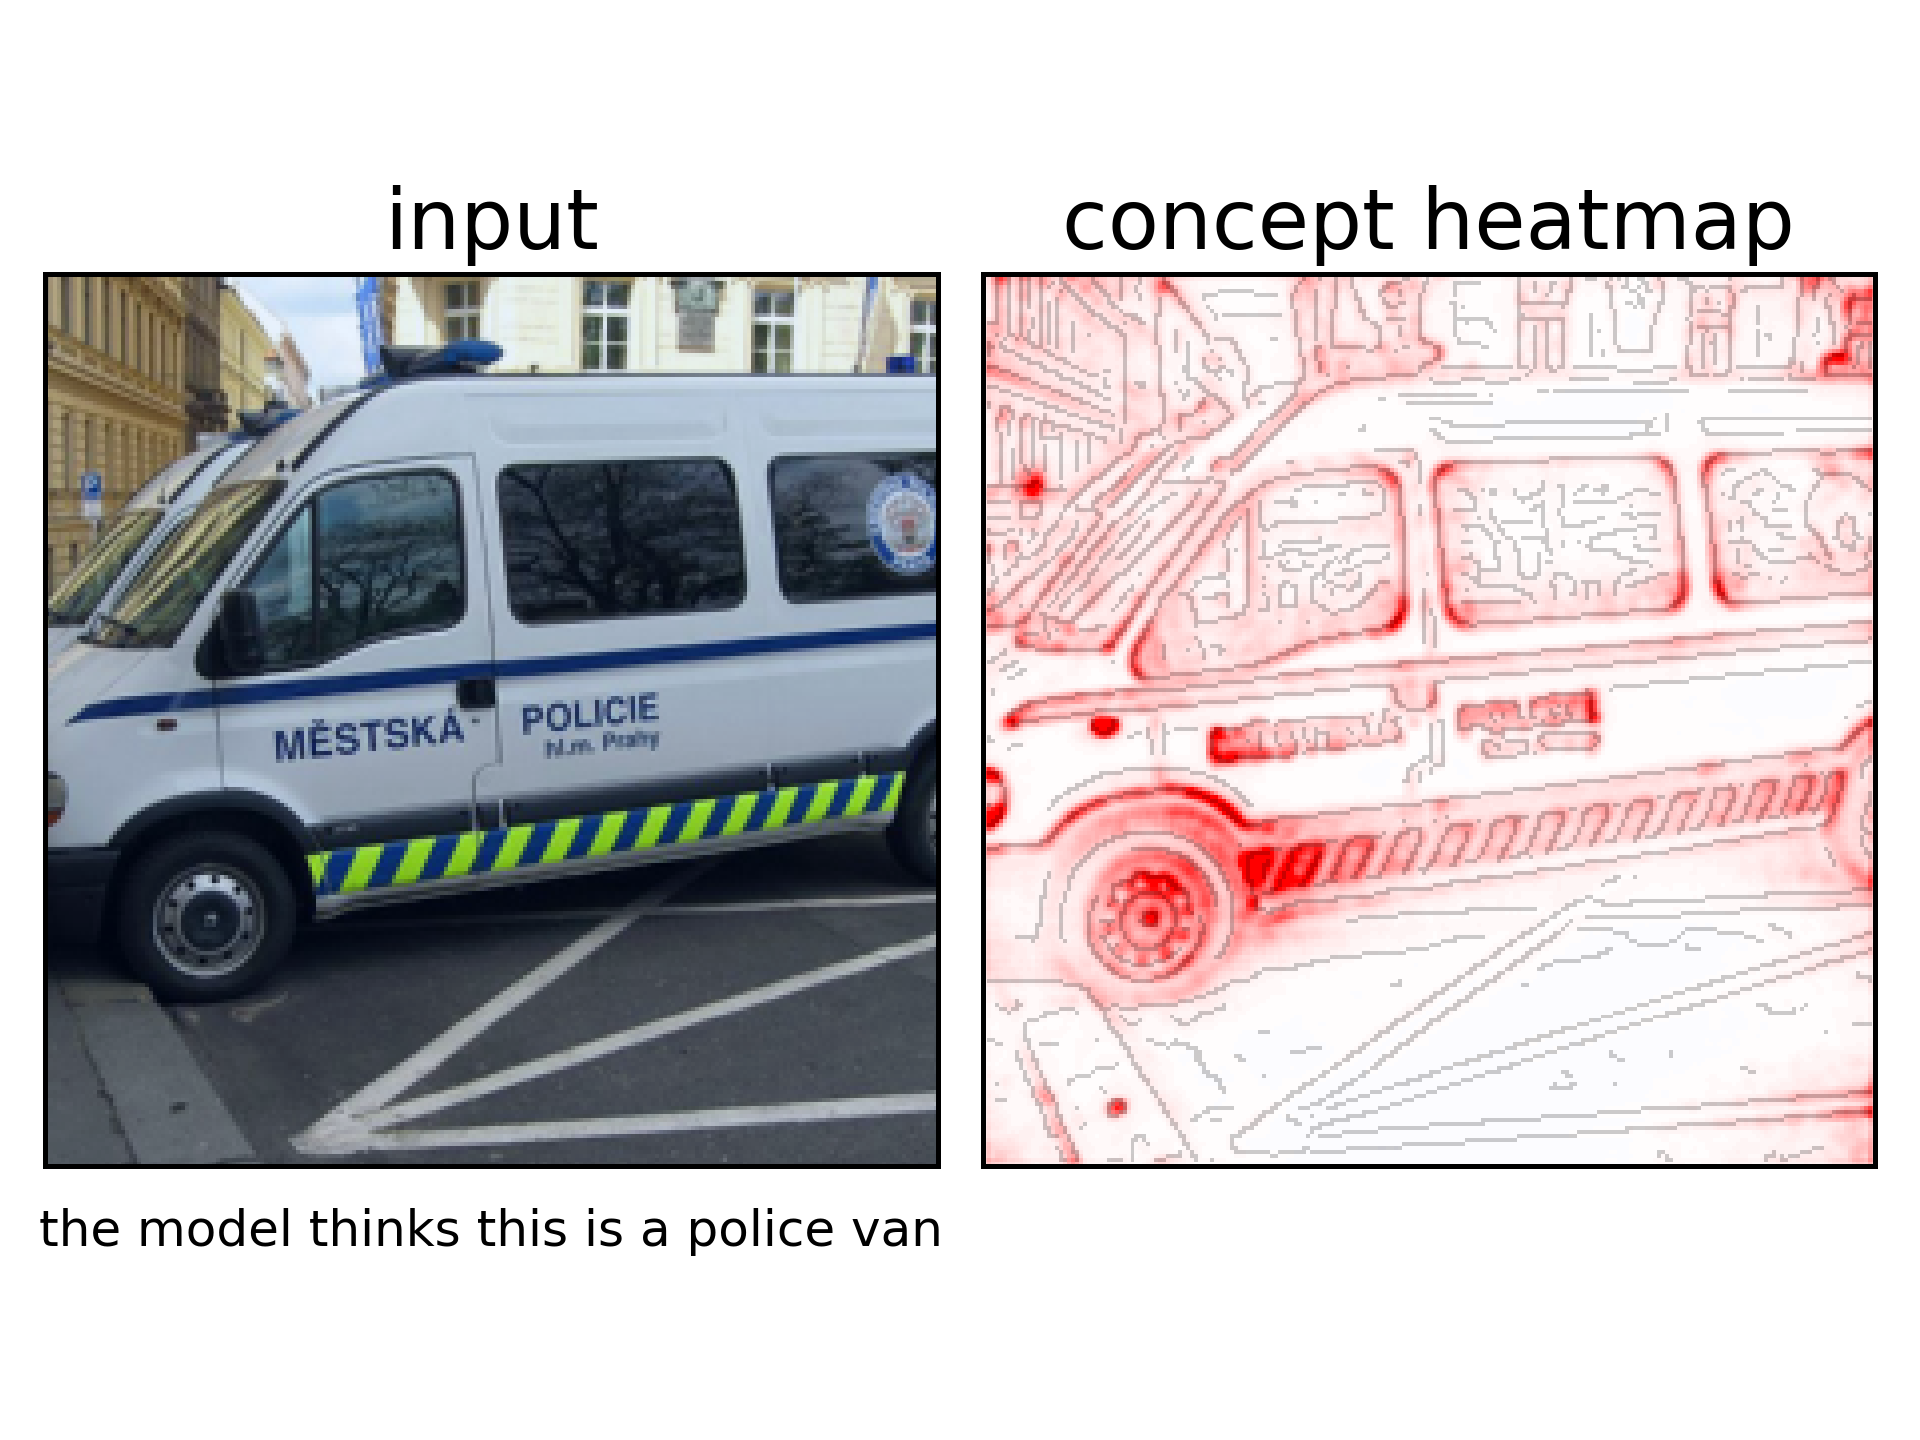 input
concept heatmap
P
MĚSTSKÁ
POLICIE
hl.m. Prahy
the model thinks this is a police van